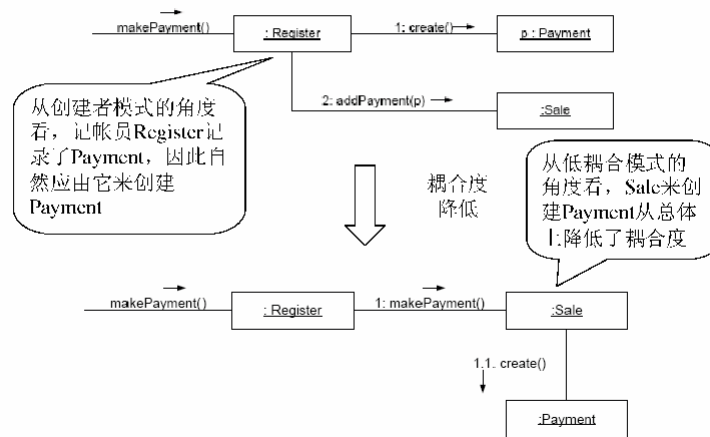 makePayment()
: Register
1: create()
p : Payment
2: addPayment(p)
:Sale
从创建者模式的角度
看，记帐员Register记
录了Payment，因此自
然应由它来创建
Payment
耦合度
降低
从低耦合模式的
角度看，Sale来创
建Payment从总体
上降低了耦合度
makePayment()
: Register
1: makePayment()
:Sale
1.1. create()
:Payment